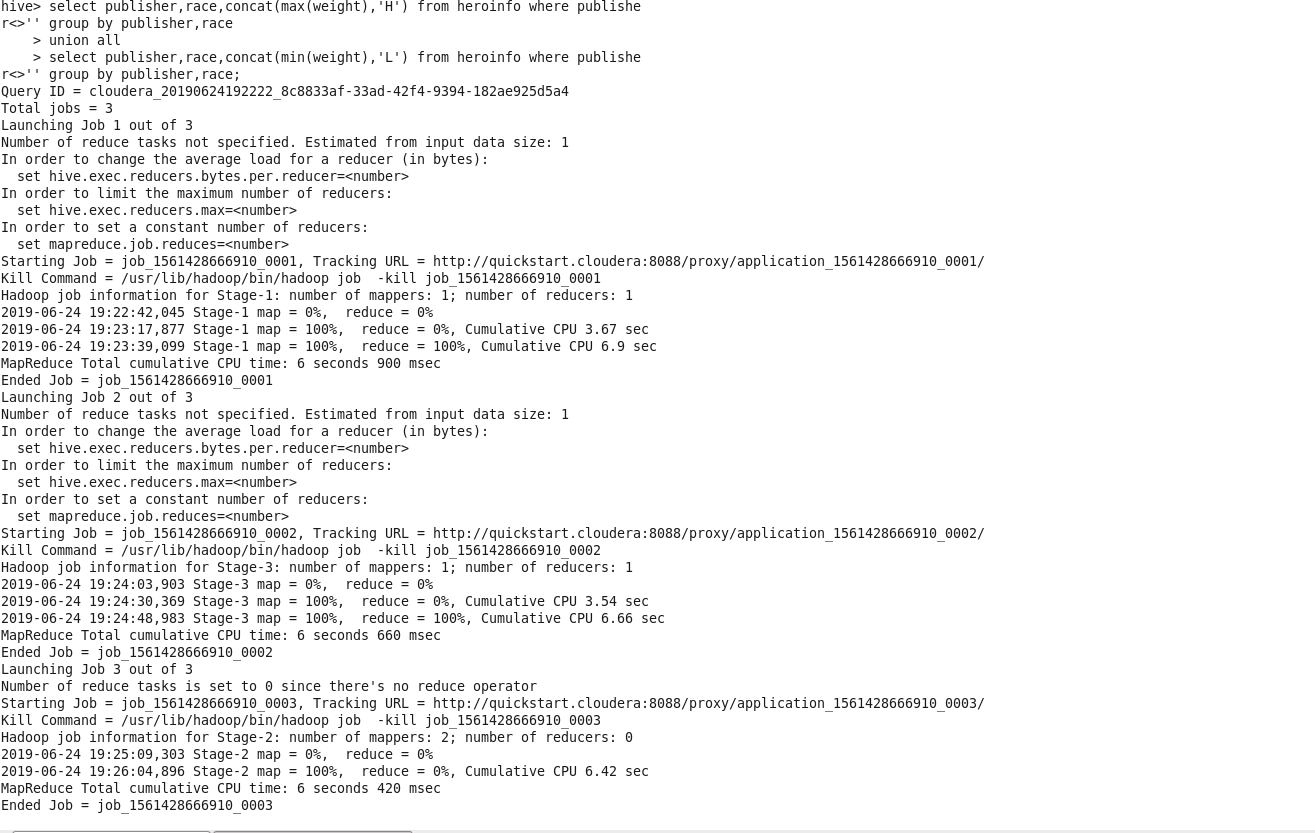 hive> select publisher,race,concat(max(weight),'H') from heroinfo where publishe
r<>'' group by publisher,race
    > union all
    > select publisher,race,concat(min(weight),'L') from heroinfo where publishe
r<>'' group by publisher,race;
Query ID = cloudera_20190624192222_8c8833af-33ad-42f4-9394-182ae925d5a4
Total jobs = 3
Launching Job 1 out of 3
Number of reduce tasks not specified. Estimated from input data size: 1
In order to change the average load for a reducer (in bytes):
  set hive.exec.reducers.bytes.per.reducer=<number>
In order to limit the maximum number of reducers:
  set hive.exec.reducers.max=<number>
In order to set a constant number of reducers:
  set mapreduce.job.reduces=<number>
Starting Job = job_1561428666910_0001, Tracking URL = http://quickstart.cloudera:8088/proxy/application_1561428666910_0001/
Kill Command = /usr/lib/hadoop/bin/hadoop job  -kill job_1561428666910_0001
Hadoop job information for Stage-1: number of mappers: 1; number of reducers: 1
2019-06-24 19:22:42,045 Stage-1 map = 0%,  reduce = 0%
2019-06-24 19:23:17,877 Stage-1 map = 100%,  reduce = 0%, Cumulative CPU 3.67 sec
2019-06-24 19:23:39,099 Stage-1 map = 100%,  reduce = 100%, Cumulative CPU 6.9 sec
MapReduce Total cumulative CPU time: 6 seconds 900 msec
Ended Job = job_1561428666910_0001
Launching Job 2 out of 3
Number of reduce tasks not specified. Estimated from input data size: 1
In order to change the average load for a reducer (in bytes):
  set hive.exec.reducers.bytes.per.reducer=<number>
In order to limit the maximum number of reducers:
  set hive.exec.reducers.max=<number>
In order to set a constant number of reducers:
  set mapreduce.job.reduces=<number>
Starting Job = job_1561428666910_0002, Tracking URL = http://quickstart.cloudera:8088/proxy/application_1561428666910_0002/
Kill Command = /usr/lib/hadoop/bin/hadoop job  -kill job_1561428666910_0002
Hadoop job information for Stage-3: number of mappers: 1; number of reducers: 1
2019-06-24 19:24:03,903 Stage-3 map = 0%,  reduce = 0%
2019-06-24 19:24:30,369 Stage-3 map = 100%,  reduce = 0%, Cumulative CPU 3.54 sec
2019-06-24 19:24:48,983 Stage-3 map = 100%,  reduce = 100%, Cumulative CPU 6.66 sec
MapReduce Total cumulative CPU time: 6 seconds 660 msec
Ended Job = job_1561428666910_0002
Launching Job 3 out of 3
Number of reduce tasks is set to 0 since there's no reduce operator
Starting Job = job_1561428666910_0003, Tracking URL = http://quickstart.cloudera:8088/proxy/application_1561428666910_0003/
Kill Command = /usr/lib/hadoop/bin/hadoop job  -kill job_1561428666910_0003
Hadoop job information for Stage-2: number of mappers: 2; number of reducers: 0
2019-06-24 19:25:09,303 Stage-2 map = 0%,  reduce = 0%
2019-06-24 19:26:04,896 Stage-2 map = 100%,  reduce = 0%, Cumulative CPU 6.42 sec
MapReduce Total cumulative CPU time: 6 seconds 420 msec
Ended Job = job_1561428666910_0003